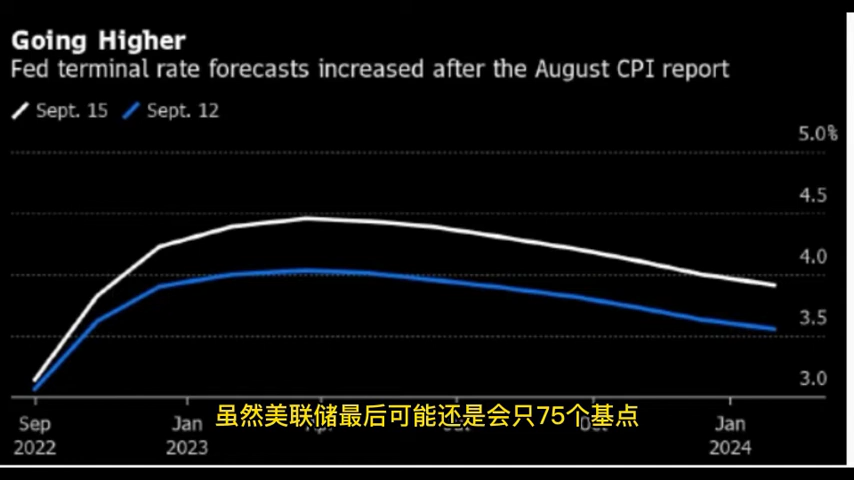 Going Higher
Fed terminal rate forecasts increased after the August CPI report
Sept. 15 Sept. 12
5.0%
4.5
4.0
3.5
3.0
Sep Jan Jan
2022 2023 2024
虽然美联储最后可能还是会只75个基点